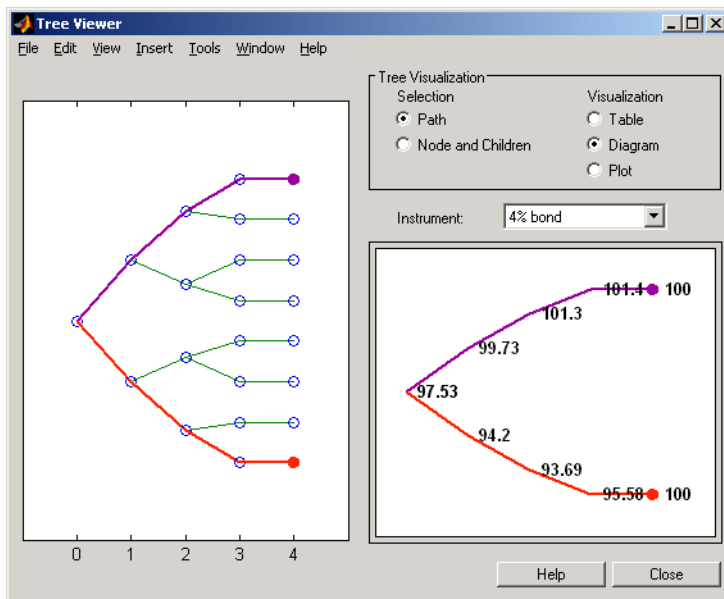 Tree Viewer
File Edit View Insert Tools Window Help
Tree Visualization
Selection
Visualization
Path
Table
Node and Children
Diagram
Plot
Instrument:
4% bond
101.4 100
101.3
99.73
97.53
94.2
93.69
95.58 100
0 1 2 3 4
Help
Close